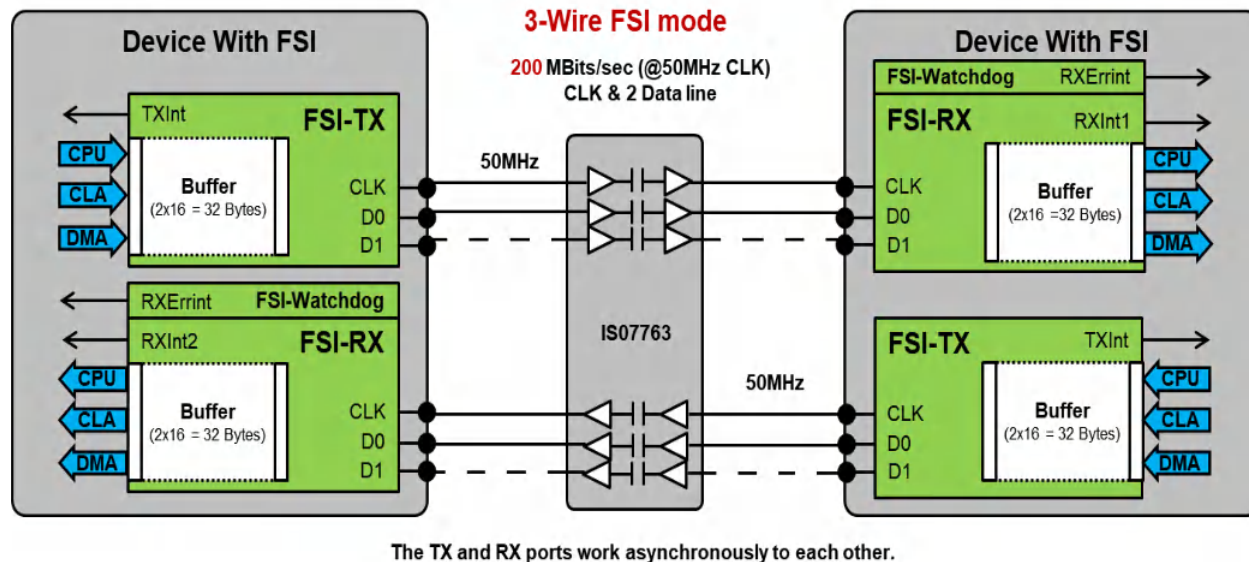 3-Wire FSI mode
200 MBits/sec (@50MHz CLK)
CLK & 2 Data line
Device With FSI
TXInt
FSI-TX
CPU
CLA
DMA
Buffer
(2x16 =32 Bytes)
CLK
D0
D1
RXErrint
FSI-Watchdog
RXInt2
FSI-RX
CPU
CLA
DMA
Buffer
(2x16 = 32 Bytes)
CLK
D0
D1
50MHz
IS07763
50MHz
Device With FSI
FSI-Watchdog
RXErrint
FSI-RX
RXInt1
CLK
D0
D1
Buffer
(2x16 =32 Bytes)
CPU
CLA
DMA
FSI-TX
TXInt
CLK
D0
D1
Buffer
(2x16 = 32 Bytes)
CPU
CLA
DMA
The TX and RX ports work asynchronously to each other.